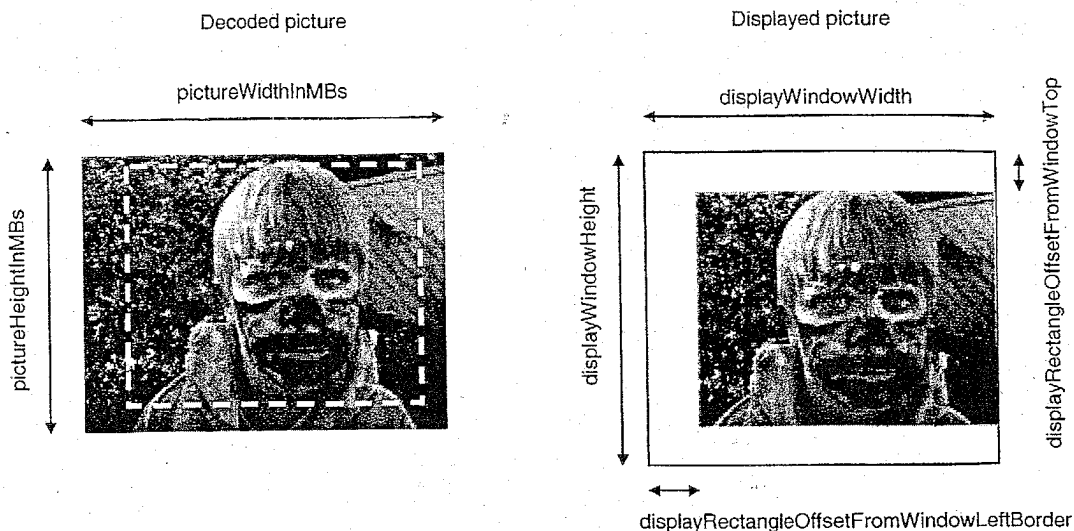 Decoded picture
Displayed picture
pictureWidthInMBs
displayWindowWidth
pictureHeightInMBs
displayWindowHeight
displayRectangleOffsetFromWindowTop
displayRectangleOffsetFromWindowLeftBorder